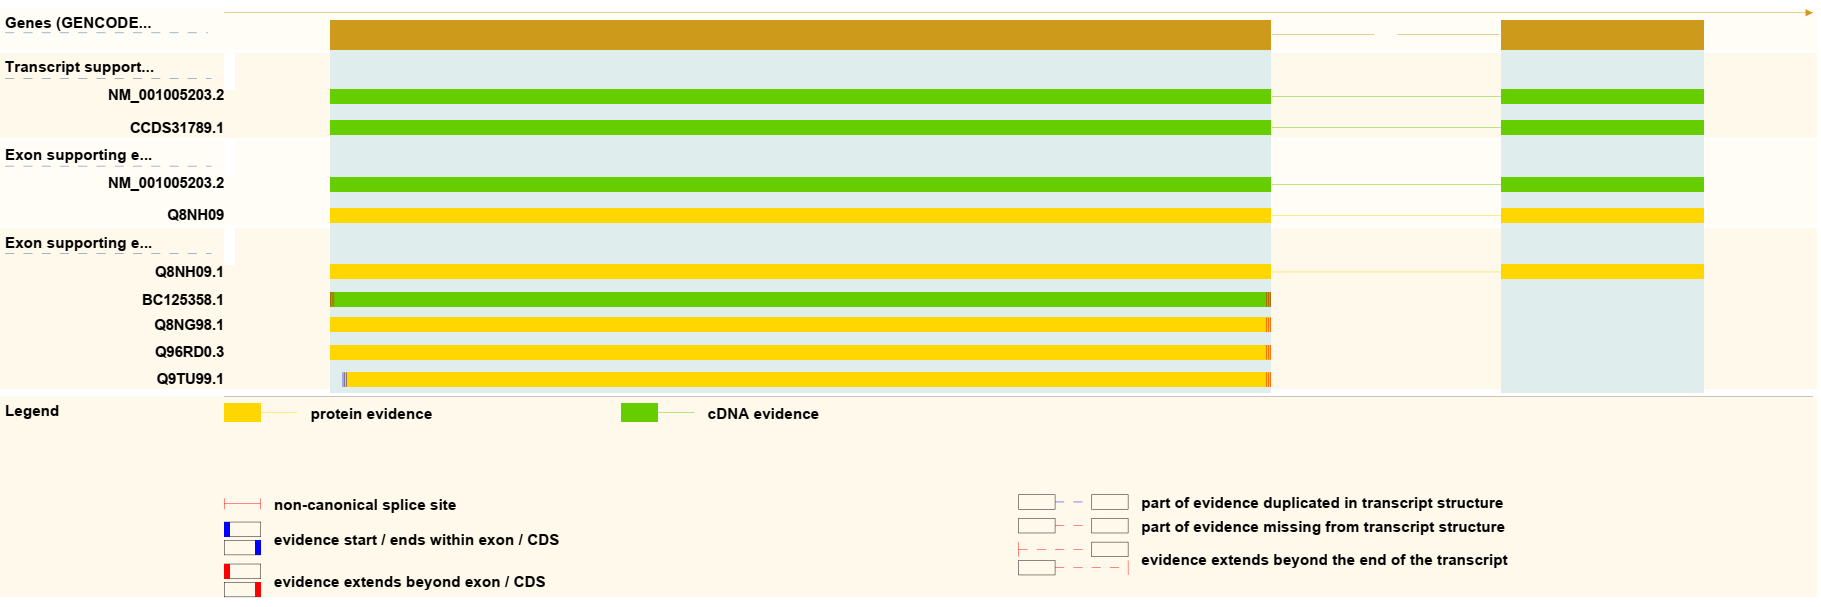 Genes (GENCODE...
Transcript support...
NM_001005203.2
CCDS31789.1
Exon supporting e...
NM_001005203.2
Q8NH09
Exon supporting e...
Q8NH09.1
BC125358.1
Q8NG98.1
Q96RD0.3
Q9TU99.1
Legend
protein evidence
cDNA evidence
non-canonical splice site
evidence start / ends within exon / CDS
evidence extends beyond exon / CDS
part of evidence duplicated in transcript structure
part of evidence missing from transcript structure
evidence extends beyond the end of the transcript